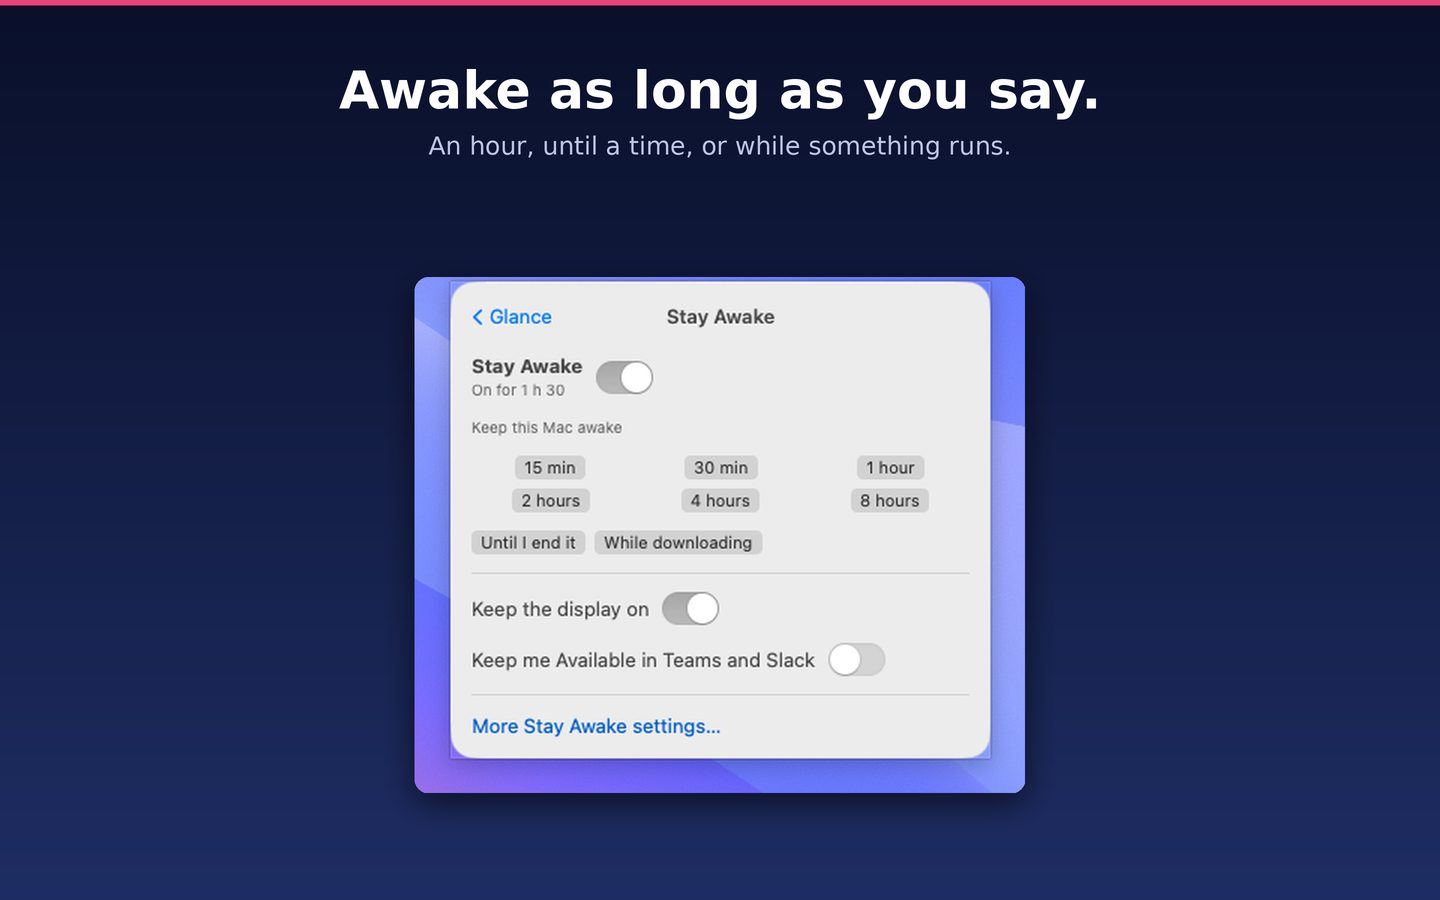 Awake as long as you say.
An hour, until a time, or while something runs.
Glance
Stay Awake
Stay Awake
On for 1 h 30
Keep this Mac awake
15 min 30 min 1 hour
2 hours 4 hours 8 hours
Until I end it While downloading
Keep the display on
Keep me Available in Teams and Slack
More Stay Awake settings...